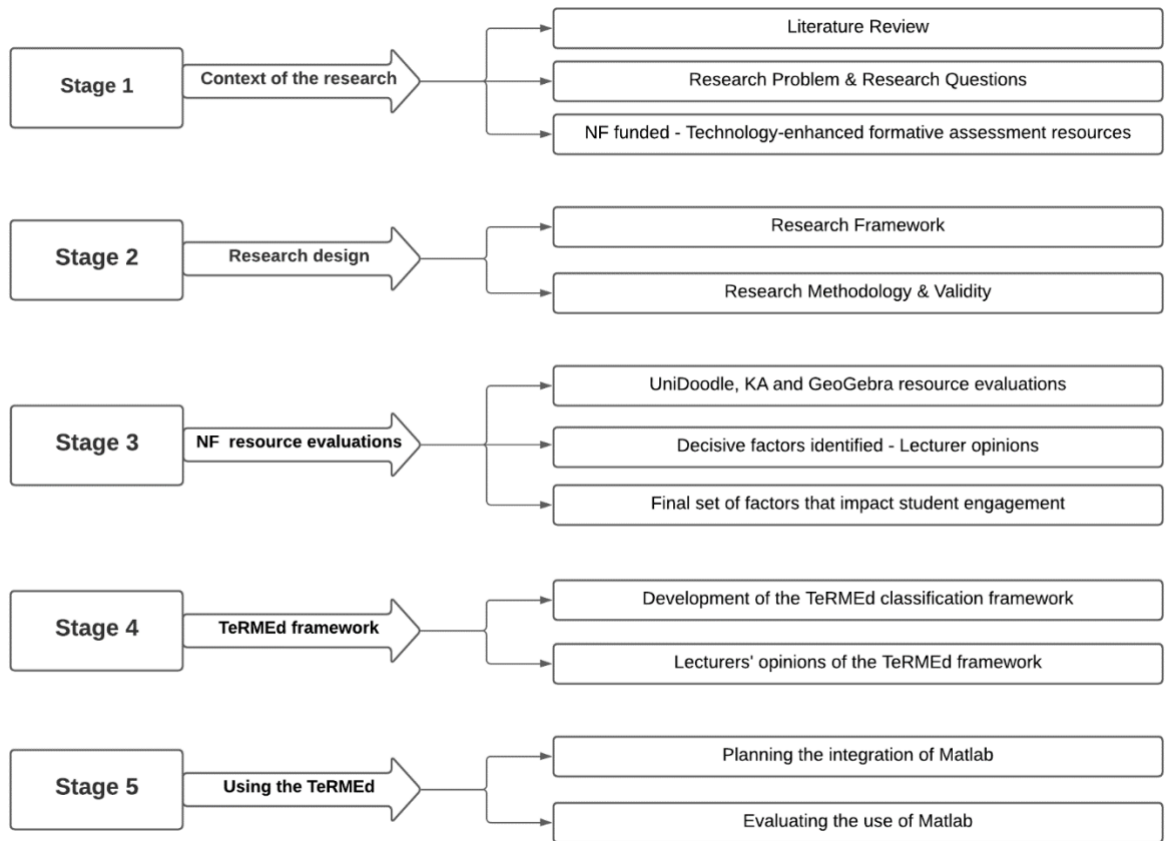 Stage 1
Context of the research
Literature Review
Research Problem & Research Questions
NF funded - Technology-enhanced formative assessment resources
Stage 2
Research design
Research Framework
Research Methodology & Validity
Stage 3
NF resource evaluations
UniDoodle, KA and GeoGebra resource evaluations
Decisive factors identified - Lecturer opinions
Final set of factors that impact student engagement
Stage 4
TeRMEd framework
Development of the TeRMEd classification framework
Lecturers' opinions of the TeRMEd framework
Stage 5
Using the TeRMEd
Planning the integration of Matlab
Evaluating the use of Matlab